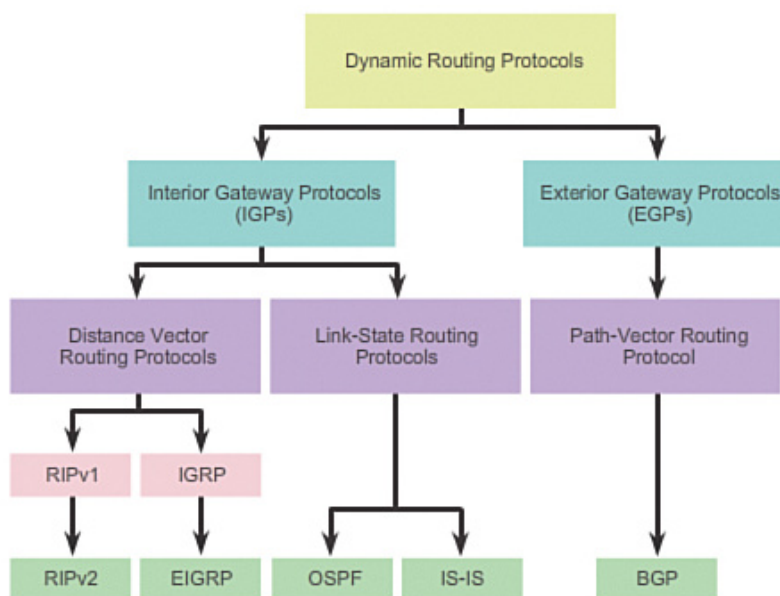 Dynamic Routing Protocols
Interior Gateway Protocols
(IGPs)
Exterior Gateway Protocols
(EGPs)
Distance Vector
Routing Protocols
Link-State Routing
Protocols
Path-Vector Routing
Protocol
RIPv1
IGRP
RIPv2
EIGRP
OSPF
IS-IS
BGP